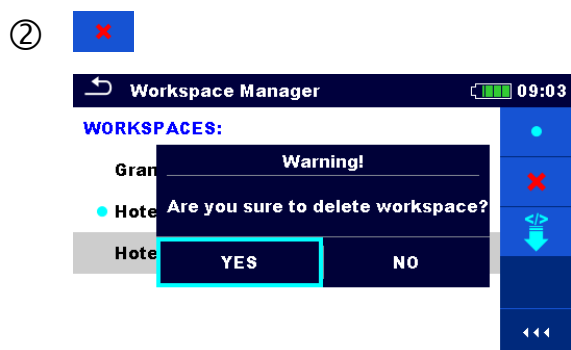 ②
Workspace Manager 09:03
WORKSPACES:
Gran
Warning!
Hote
Are you sure to delete workspace?
Hote
YES NO